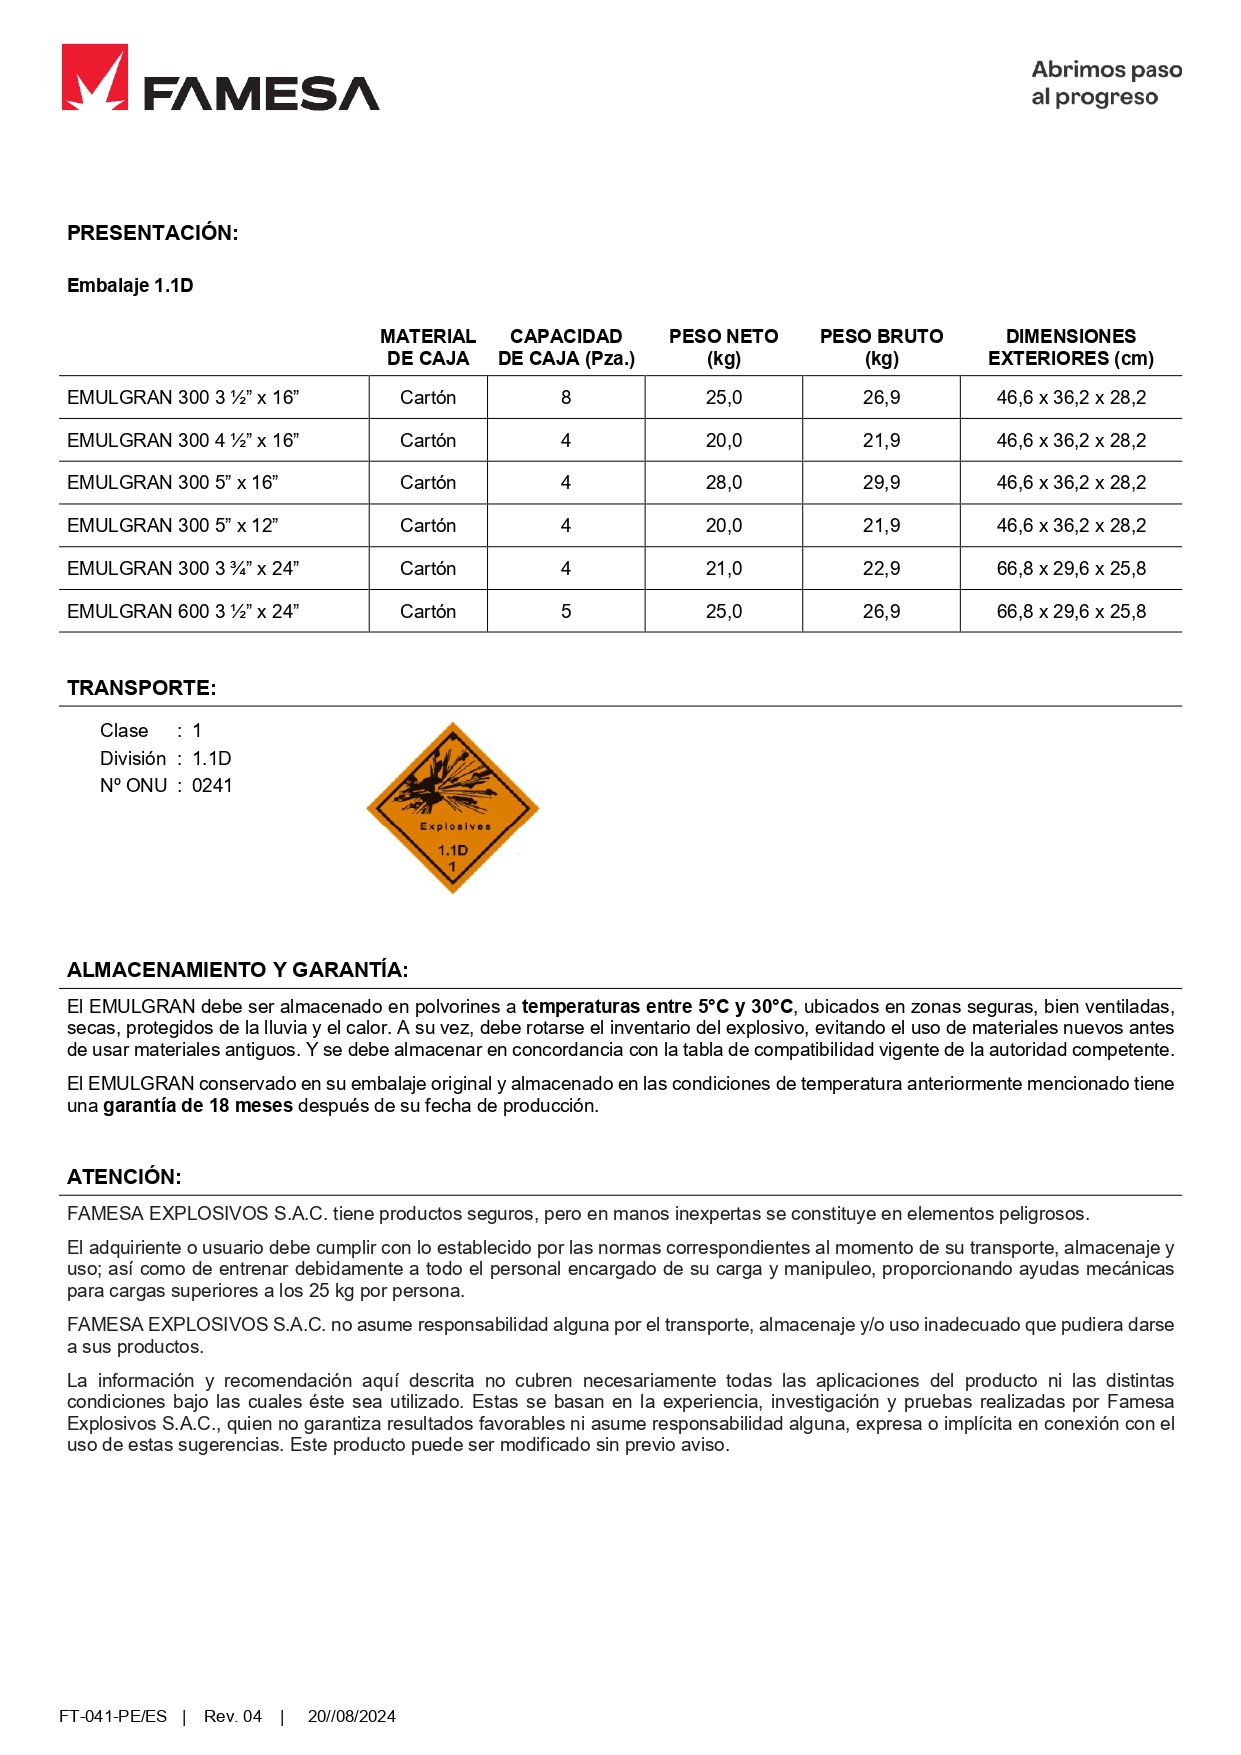 FAMESA
Abrimos paso
al progreso
PRESENTACIÓN:
Embalaje 1.1D
MATERIAL DE CAJA CAPACIDAD DE CAJA (Pza.) PESO NETO (kg) PESO BRUTO (kg) DIMENSIONES EXTERIORES (cm)
EMULGRAN 300 3 ½” x 16” Cartón 8 25,0 26,9 46,6 x 36,2 x 28,2
EMULGRAN 300 4 ½” x 16” Cartón 4 20,0 21,9 46,6 x 36,2 x 28,2
EMULGRAN 300 5” x 16” Cartón 4 28,0 29,9 46,6 x 36,2 x 28,2
EMULGRAN 300 5” x 12” Cartón 4 20,0 21,9 46,6 x 36,2 x 28,2
EMULGRAN 300 3 ¾” x 24” Cartón 4 21,0 22,9 66,8 x 29,6 x 25,8
EMULGRAN 600 3 ½” x 24” Cartón 5 25,0 26,9 66,8 x 29,6 x 25,8
TRANSPORTE:
Clase : 1
División : 1.1D
Nº ONU : 0241
Explosives
1.1D
1
ALMACENAMIENTO Y GARANTÍA:
El EMULGRAN debe ser almacenado en polvorines a temperaturas entre 5°C y 30°C, ubicados en zonas seguras, bien ventiladas,
secas, protegidos de la lluvia y el calor. A su vez, debe rotarse el inventario del explosivo, evitando el uso de materiales nuevos antes
de usar materiales antiguos. Y se debe almacenar en concordancia con la tabla de compatibilidad vigente de la autoridad competente.
El EMULGRAN conservado en su embalaje original y almacenado en las condiciones de temperatura anteriormente mencionado tiene
una garantía de 18 meses después de su fecha de producción.
ATENCIÓN:
FAMESA EXPLOSIVOS S.A.C. tiene productos seguros, pero en manos inexpertas se constituye en elementos peligrosos.
El adquiriente o usuario debe cumplir con lo establecido por las normas correspondientes al momento de su transporte, almacenaje y
uso; así como de entrenar debidamente a todo el personal encargado de su carga y manipuleo, proporcionando ayudas mecánicas
para cargas superiores a los 25 kg por persona.
FAMESA EXPLOSIVOS S.A.C. no asume responsabilidad alguna por el transporte, almacenaje y/o uso inadecuado que pudiera darse
a sus productos.
La información y recomendación aquí descrita no cubren necesariamente todas las aplicaciones del producto ni las distintas
condiciones bajo las cuales éste sea utilizado. Estas se basan en la experiencia, investigación y pruebas realizadas por Famesa
Explosivos S.A.C., quien no garantiza resultados favorables ni asume responsabilidad alguna, expresa o implícita en conexión con el
uso de estas sugerencias. Este producto puede ser modificado sin previo aviso.
FT-041-PE/ES | Rev. 04 | 20//08/2024